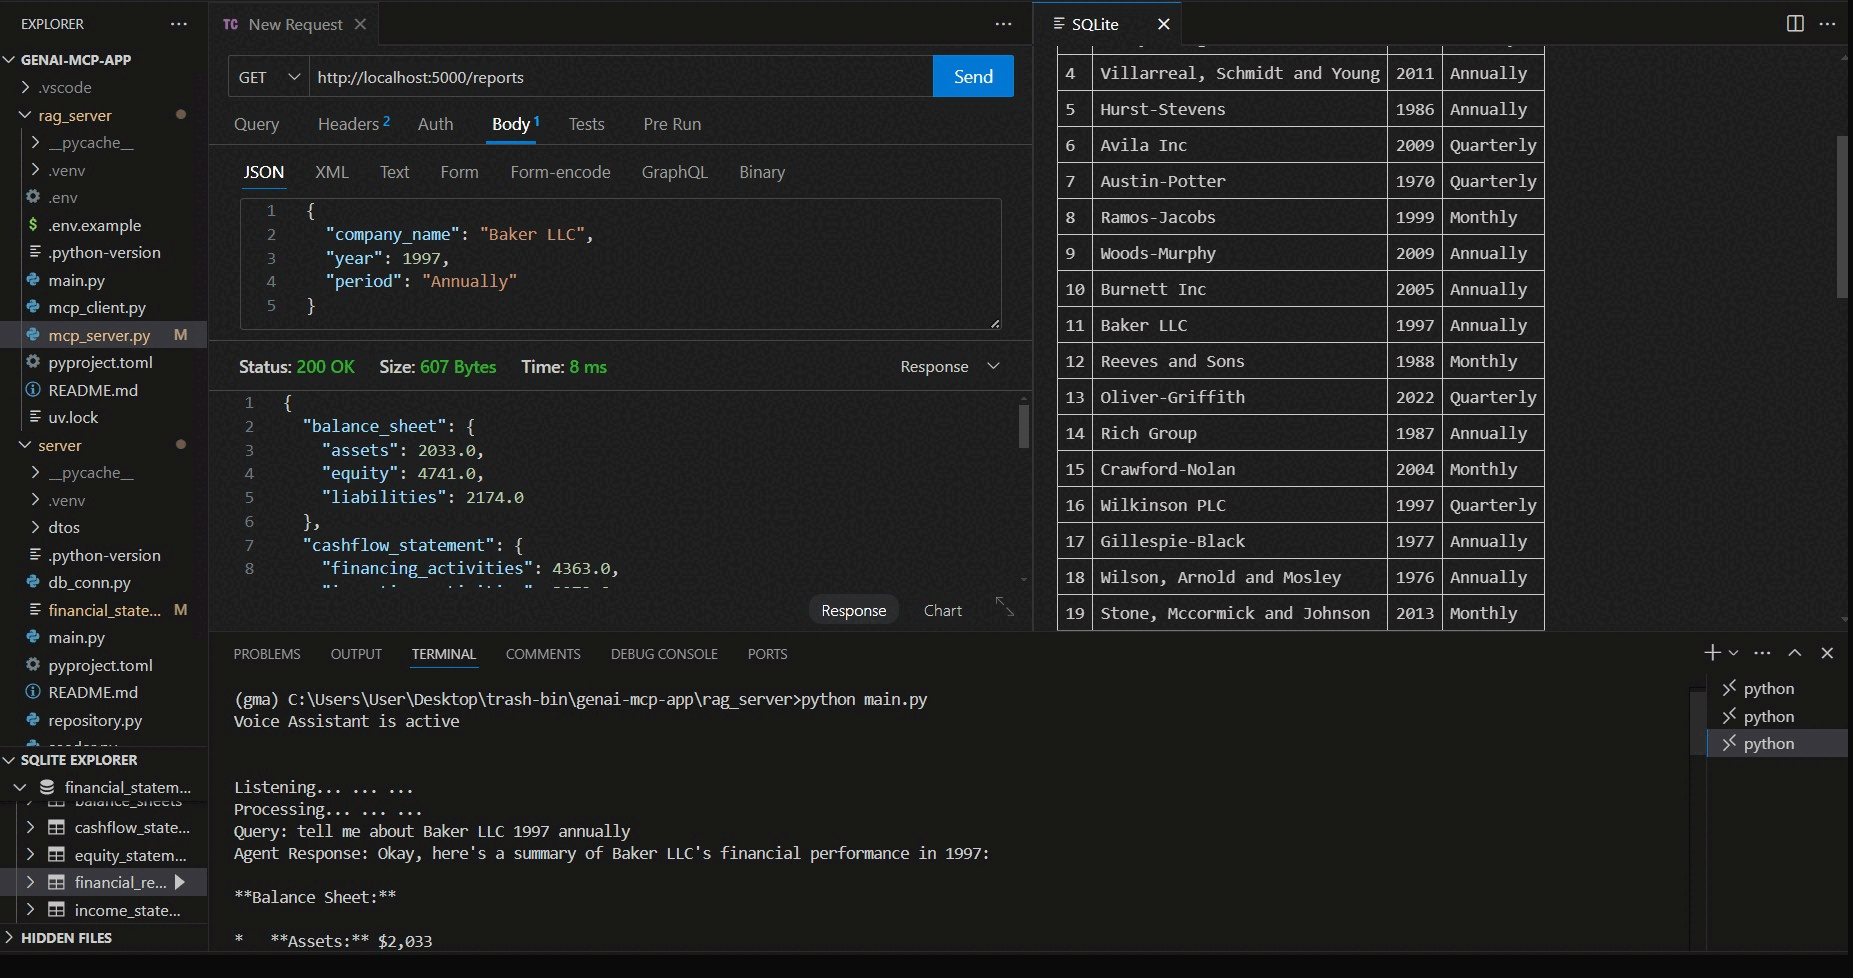 EXPLORER
GENAI-MCP-APP
.vscode
rag_server
__pycache__
.venv
.env
.env.example
.python-version
main.py
mcp_client.py
mcp_server.py M
pyproject.toml
README.md
uv.lock
server
__pycache__
.venv
dtos
.python-version
db_conn.py
financial_state... M
main.py
pyproject.toml
README.md
repository.py
SQLITE EXPLORER
financial_statem...
balance_sheets
cashflow_state...
equity_statem...
financial_re...
income_state...
HIDDEN FILES
TC New Request
GET http://localhost:5000/reports Send
Query Headers 2 Auth Body 1 Tests Pre Run
JSON XML Text Form Form-encode GraphQL Binary
1 {
2 "company_name": "Baker LLC",
3 "year": 1997,
4 "period": "Annually"
5 }
Status: 200 OK Size: 607 Bytes Time: 8 ms Response
1 {
2 "balance_sheet": {
3 "assets": 2033.0,
4 "equity": 4741.0,
5 "liabilities": 2174.0
6 },
7 "cashflow_statement": {
8 "financing_activities": 4363.0,
Response Chart
SQLite
4 Villarreal, Schmidt and Young 2011 Annually
5 Hurst-Stevens 1986 Annually
6 Avila Inc 2009 Quarterly
7 Austin-Potter 1970 Quarterly
8 Ramos-Jacobs 1999 Monthly
9 Woods-Murphy 2009 Annually
10 Burnett Inc 2005 Annually
11 Baker LLC 1997 Annually
12 Reeves and Sons 1988 Monthly
13 Oliver-Griffith 2022 Quarterly
14 Rich Group 1987 Annually
15 Crawford-Nolan 2004 Monthly
16 Wilkinson PLC 1997 Quarterly
17 Gillespie-Black 1977 Annually
18 Wilson, Arnold and Mosley 1976 Annually
19 Stone, Mccormick and Johnson 2013 Monthly
PROBLEMS OUTPUT TERMINAL COMMENTS DEBUG CONSOLE PORTS
(gma) C:\Users\User\Desktop\trash-bin\genai-mcp-app\rag_server>python main.py
Voice Assistant is active
Listening... ... ...
Processing... ... ...
Query: tell me about Baker LLC 1997 annually
Agent Response: Okay, here's a summary of Baker LLC's financial performance in 1997:
**Balance Sheet:**
* **Assets:** $2,033
python
python
python